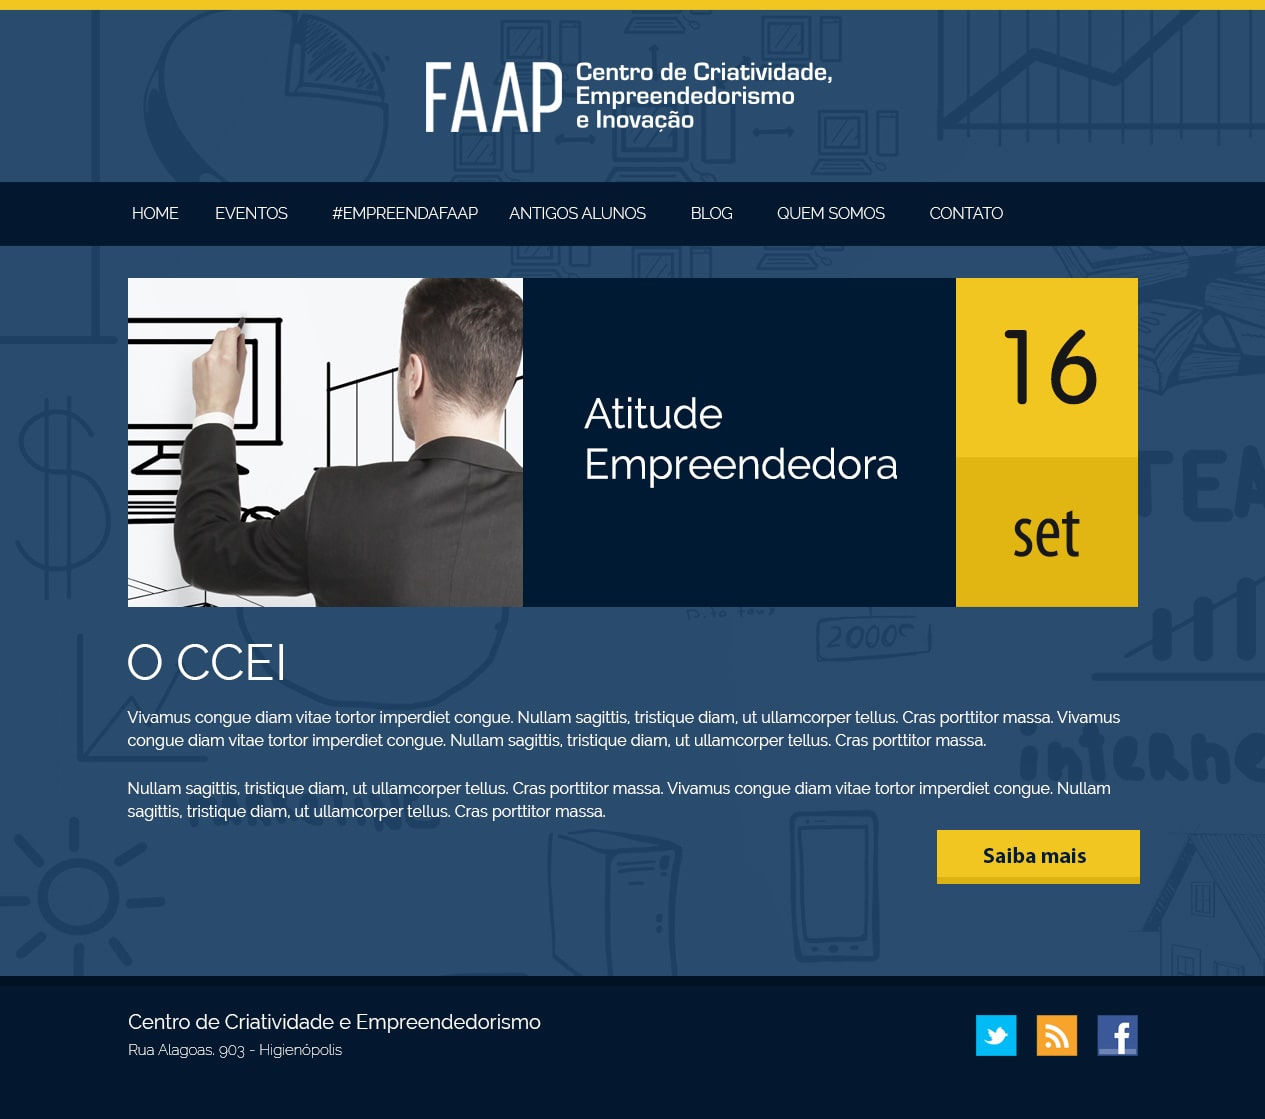 FAAP
Centro de Criatividade,
Empreendedorismo
e Inovação
HOME EVENTOS #EMPREENDAFAAP ANTIGOS ALUNOS BLOG QUEM SOMOS CONTATO
Atitude
Empreendedora
16
set
TEA
2000
O CCEI
Vivamus congue diam vitae tortor imperdiet congue. Nullam sagittis, tristique diam, ut ullamcorper tellus. Cras porttitor massa. Vivamus
congue diam vitae tortor imperdiet congue. Nullam sagittis, tristique diam, ut ullamcorper tellus. Cras porttitor massa.
interne
Nullam sagittis, tristique diam, ut ullamcorper tellus. Cras porttitor massa. Vivamus congue diam vitae tortor imperdiet congue. Nullam
sagittis, tristique diam, ut ullamcorper tellus. Cras porttitor massa.
Saiba mais
Centro de Criatividade e Empreendedorismo
Rua Alagoas. 903 - Higienópolis